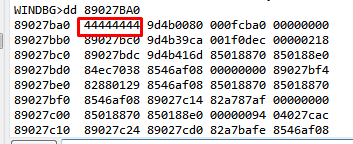 WINDBG>dd 89027BA0
89027ba0 44444444 9d4b0080 000fcba0 00000000
89027bb0 89027bc0 9d4b39ca 001f0dec 00000218
89027bc0 89027bd4 9d4b416d 85018870 850188e0
89027bd0 84ec7038 8546af08 00000000 89027bf4
89027be0 82880129 8546af08 85018870 85018870
89027bf0 8546af08 89027c14 82a787af 00000000
89027c00 85018870 850188e0 00000094 04027cac
89027c10 89027c24 89027cd0 82a7bafe 8546af08